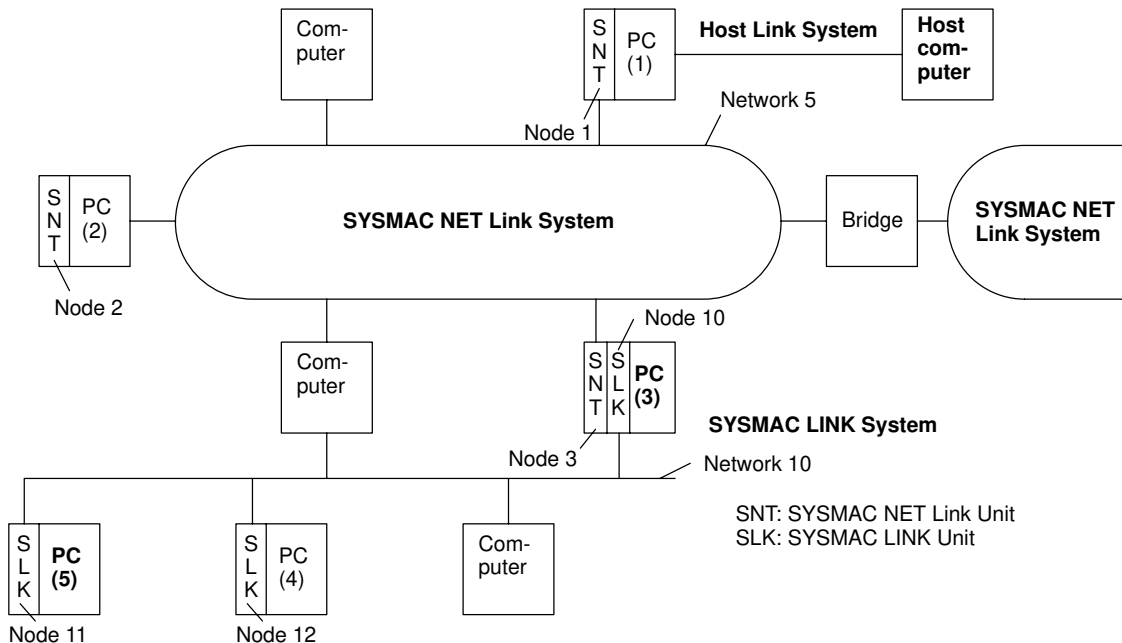 Com-
puter
S
N
T
PC
(1)
Host Link System
Host
com-
puter
Node 1
Network 5
S
N
T
PC
(2)
Node 2
SYSMAC NET Link System
Bridge
SYSMAC NET
Link System
Node 10
Com-
puter
S
N
T
S
L
K
PC
(3)
Node 3
SYSMAC LINK System
Network 10
S
L
K
PC
(5)
Node 11
S
L
K
PC
(4)
Node 12
Com-
puter
SNT: SYSMAC NET Link Unit
SLK: SYSMAC LINK Unit